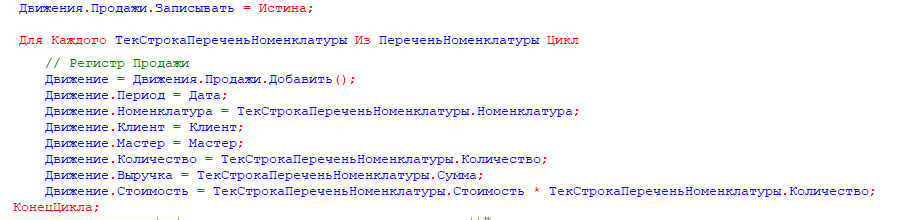 Движения.Продажи.Записывать = Истина;
Для Каждого ТекСтрокаПереченьНоменклатуры Из ПереченьНоменклатуры Цикл
// Регистр Продажи
Движение = Движения.Продажи.Добавить();
Движение.Период = Дата;
Движение.Номенклатура = ТекСтрокаПереченьНоменклатуры.Номенклатура;
Движение.Клиент = Клиент;
Движение.Мастер = Мастер;
Движение.Количество = ТекСтрокаПереченьНоменклатуры.Количество;
Движение.Выручка = ТекСтрокаПереченьНоменклатуры.Сумма;
Движение.Стоимость = ТекСтрокаПереченьНоменклатуры.Стоимость * ТекСтрокаПереченьНоменклатуры.Количество;
КонецЦикла;